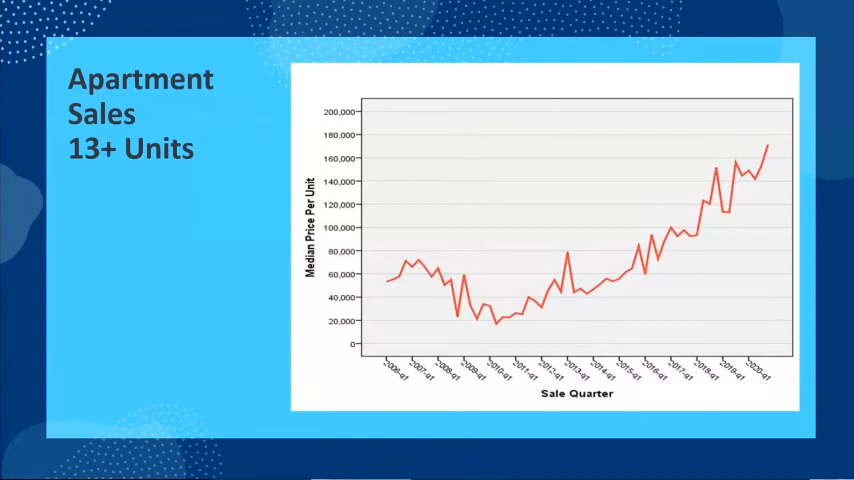 Apartment
Sales
13+ Units
200,000
180,000
160,000
140,000
120,000
100,000
80,000
60,000
40,000
20,000
0
Median Price Per Unit
2006-q1
2007-q1
2008-q1
2009-q1
2010-q1
2011-q1
2012-q1
2013-q1
2014-q1
2015-q1
2016-q1
2017-q1
2018-q1
2019-q1
2020-q1
Sale Quarter